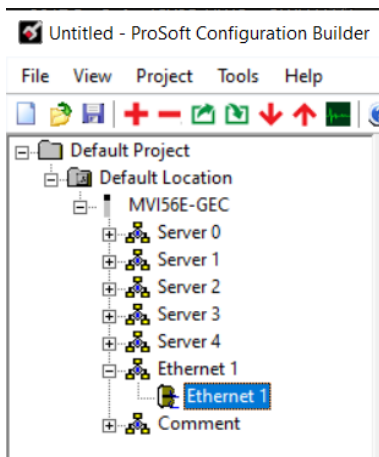 Untitled - ProSoft Configuration Builder
File View Project Tools Help
Default Project
Default Location
MVI56E-GEC
Server 0
Server 1
Server 2
Server 3
Server 4
Ethernet 1
Ethernet 1
Comment